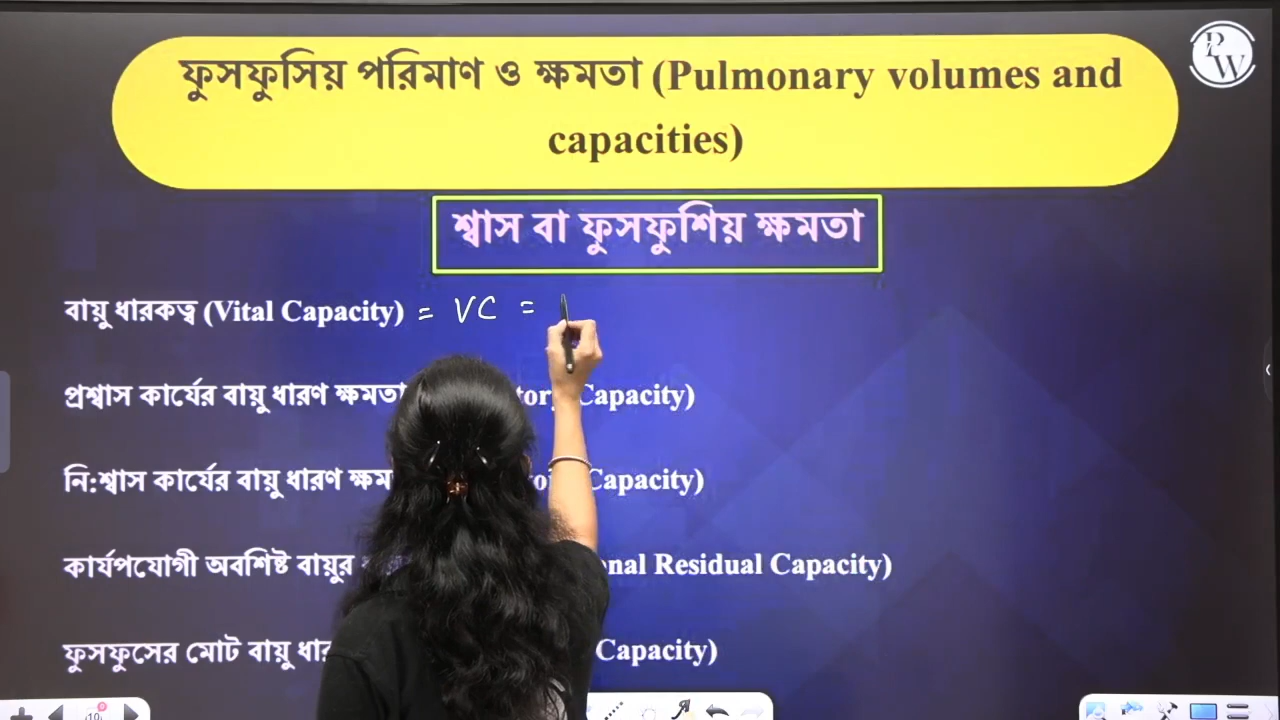 ফুসফুসিয় পরিমাণ ও ক্ষমতা (Pulmonary volumes and
capacities)
PW
শ্বাস বা ফুসফুশিয় ক্ষমতা
বায়ু ধারকত্ব (Vital Capacity) = VC =
প্রশ্বাস কার্যের বায়ু ধারণ ক্ষমতা Capacity)
নি:শ্বাস কার্যের বায়ু ধারণ Capacity)
কার্যপযোগী অবশিষ্ট বায়ুর Residual Capacity)
ফুসফুসের মোট বায়ু Capacity)